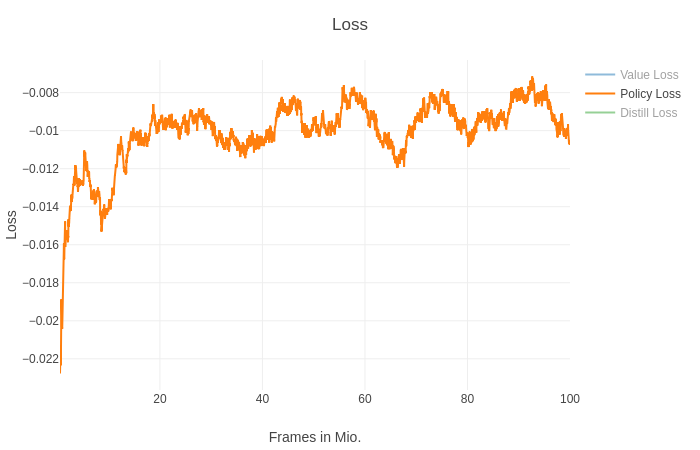 Loss
Value Loss
Policy Loss
Distill Loss
−0.008
−0.01
−0.012
−0.014
−0.016
−0.018
−0.02
−0.022
Loss
20
40
60
80
100
Frames in Mio.